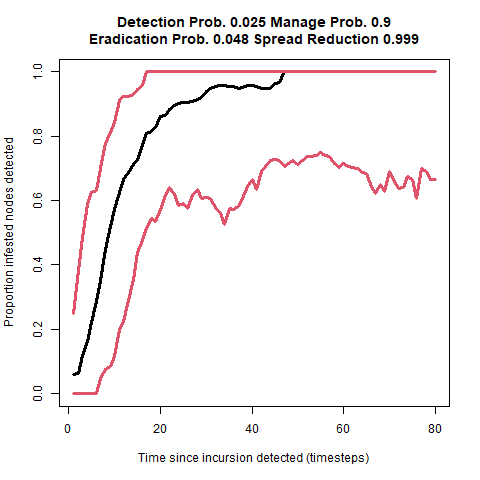 Detection Prob. 0.025 Manage Prob. 0.9
Eradication Prob. 0.048 Spread Reduction 0.999
Proportion infested nodes detected
1.0
0.8
0.6
0.4
0.2
0.0
0 20 40 60 80
Time since incursion detected (timesteps)